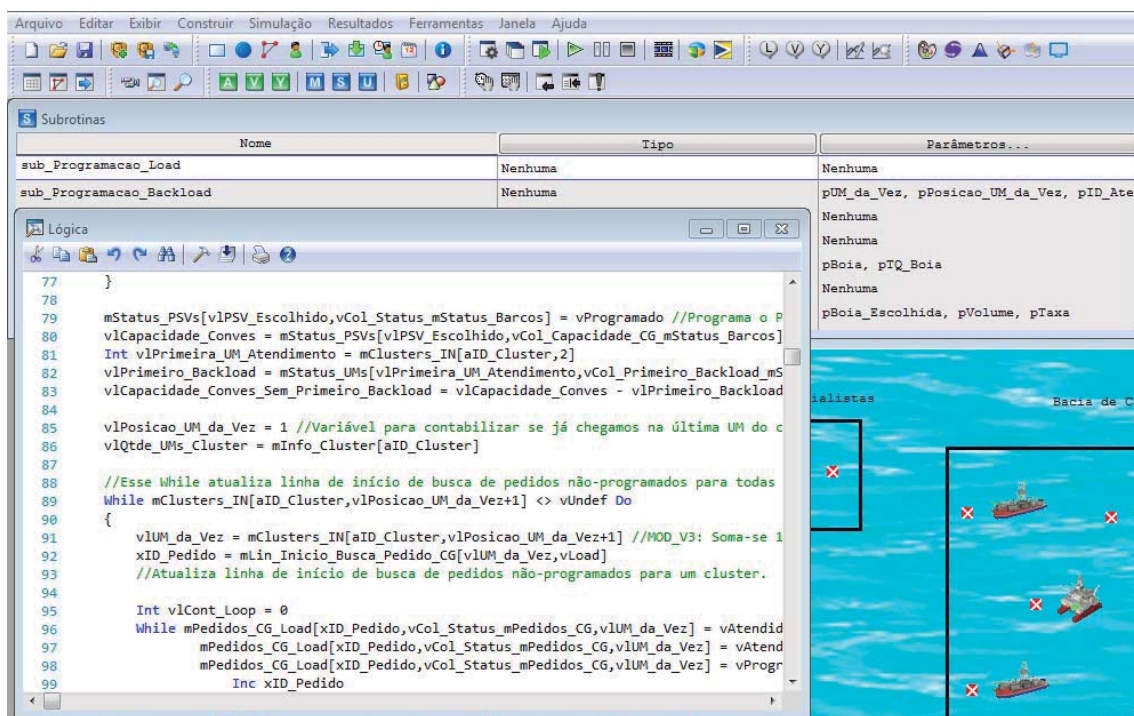 Arquivo Editar Exibir Construir Simulação Resultados Ferramentas Janela Ajuda
L V Y
A V Y M S U
S Subrotinas
Nome Tipo Parâmetros...
sub_Programacao_Load Nenhuma Nenhuma
sub_Programacao_Backload Nenhuma pUM_da_Vez, pPosicao_UM_da_Vez, pID_Ate
Nenhuma
Nenhuma
pBoia, pTQ_Boia
Nenhuma
pBoia_Escolhida, pVolume, pTaxa
Lógica
77 }
78
79 mStatus_PSVs[vlPSV_Escolhido,vCol_Status_mStatus_Barcos] = vProgramado //Programa o P
80 vlCapacidade_Conves = mStatus_PSVs[vlPSV_Escolhido,vCol_Capacidade_CG_mStatus_Barcos]
81 Int vlPrimeira_UM_Atendimento = mClusters_IN[aID_Cluster,2]
82 vlPrimeiro_Backload = mStatus_UMs[vlPrimeira_UM_Atendimento,vCol_Primeiro_Backload_mS
83 vlCapacidade_Conves_Sem_Primeiro_Backload = vlCapacidade_Conves - vlPrimeiro_Backload
84
85 vlPosicao_UM_da_Vez = 1 //Variável para contabilizar se já chegamos na última UM do c
86 vlQtde_UMs_Cluster = mInfo_Cluster[aID_Cluster]
87
88 //Esse While atualiza linha de início de busca de pedidos não-programados para todas
89 While mClusters_IN[aID_Cluster,vlPosicao_UM_da_Vez+1] <> vUndef Do
90 {
91 vlUM_da_Vez = mClusters_IN[aID_Cluster,vlPosicao_UM_da_Vez+1] //MOD_V3: Soma-se 1
92 xID_Pedido = mLin_Inicio_Busca_Pedido_CG[vlUM_da_Vez,vLoad]
93 //Atualiza linha de início de busca de pedidos não-programados para um cluster.
94
95 Int vlCont_Loop = 0
96 While mPedidos_CG_Load[xID_Pedido,vCol_Status_mPedidos_CG,vlUM_da_Vez] = vAtendid
97 mPedidos_CG_Load[xID_Pedido,vCol_Status_mPedidos_CG,vlUM_da_Vez] = vAtend
98 mPedidos_CG_Load[xID_Pedido,vCol_Status_mPedidos_CG,vlUM_da_Vez] = vProgr
99 Inc xID_Pedido
ialistas
Bacia de C